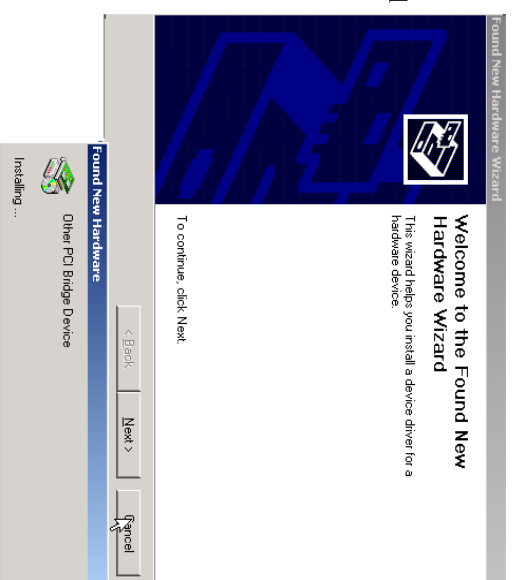 Found New Hardware Wizard
Welcome to the Found New
Hardware Wizard
This wizard helps you install a device driver for a
hardware device.
To continue, click Next.
< Back
Next >
Cancel
Found New Hardware
Other PCI Bridge Device
Installing...